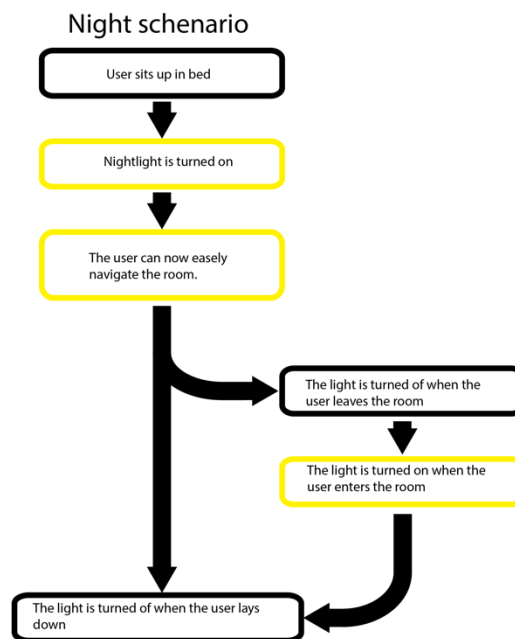 Night schenario
User sits up in bed
Nightlight is turned on
The user can now easely
navigate the room.
The light is turned of when the
user leaves the room
The light is turned on when the
user enters the room
The light is turned of when the user lays
down